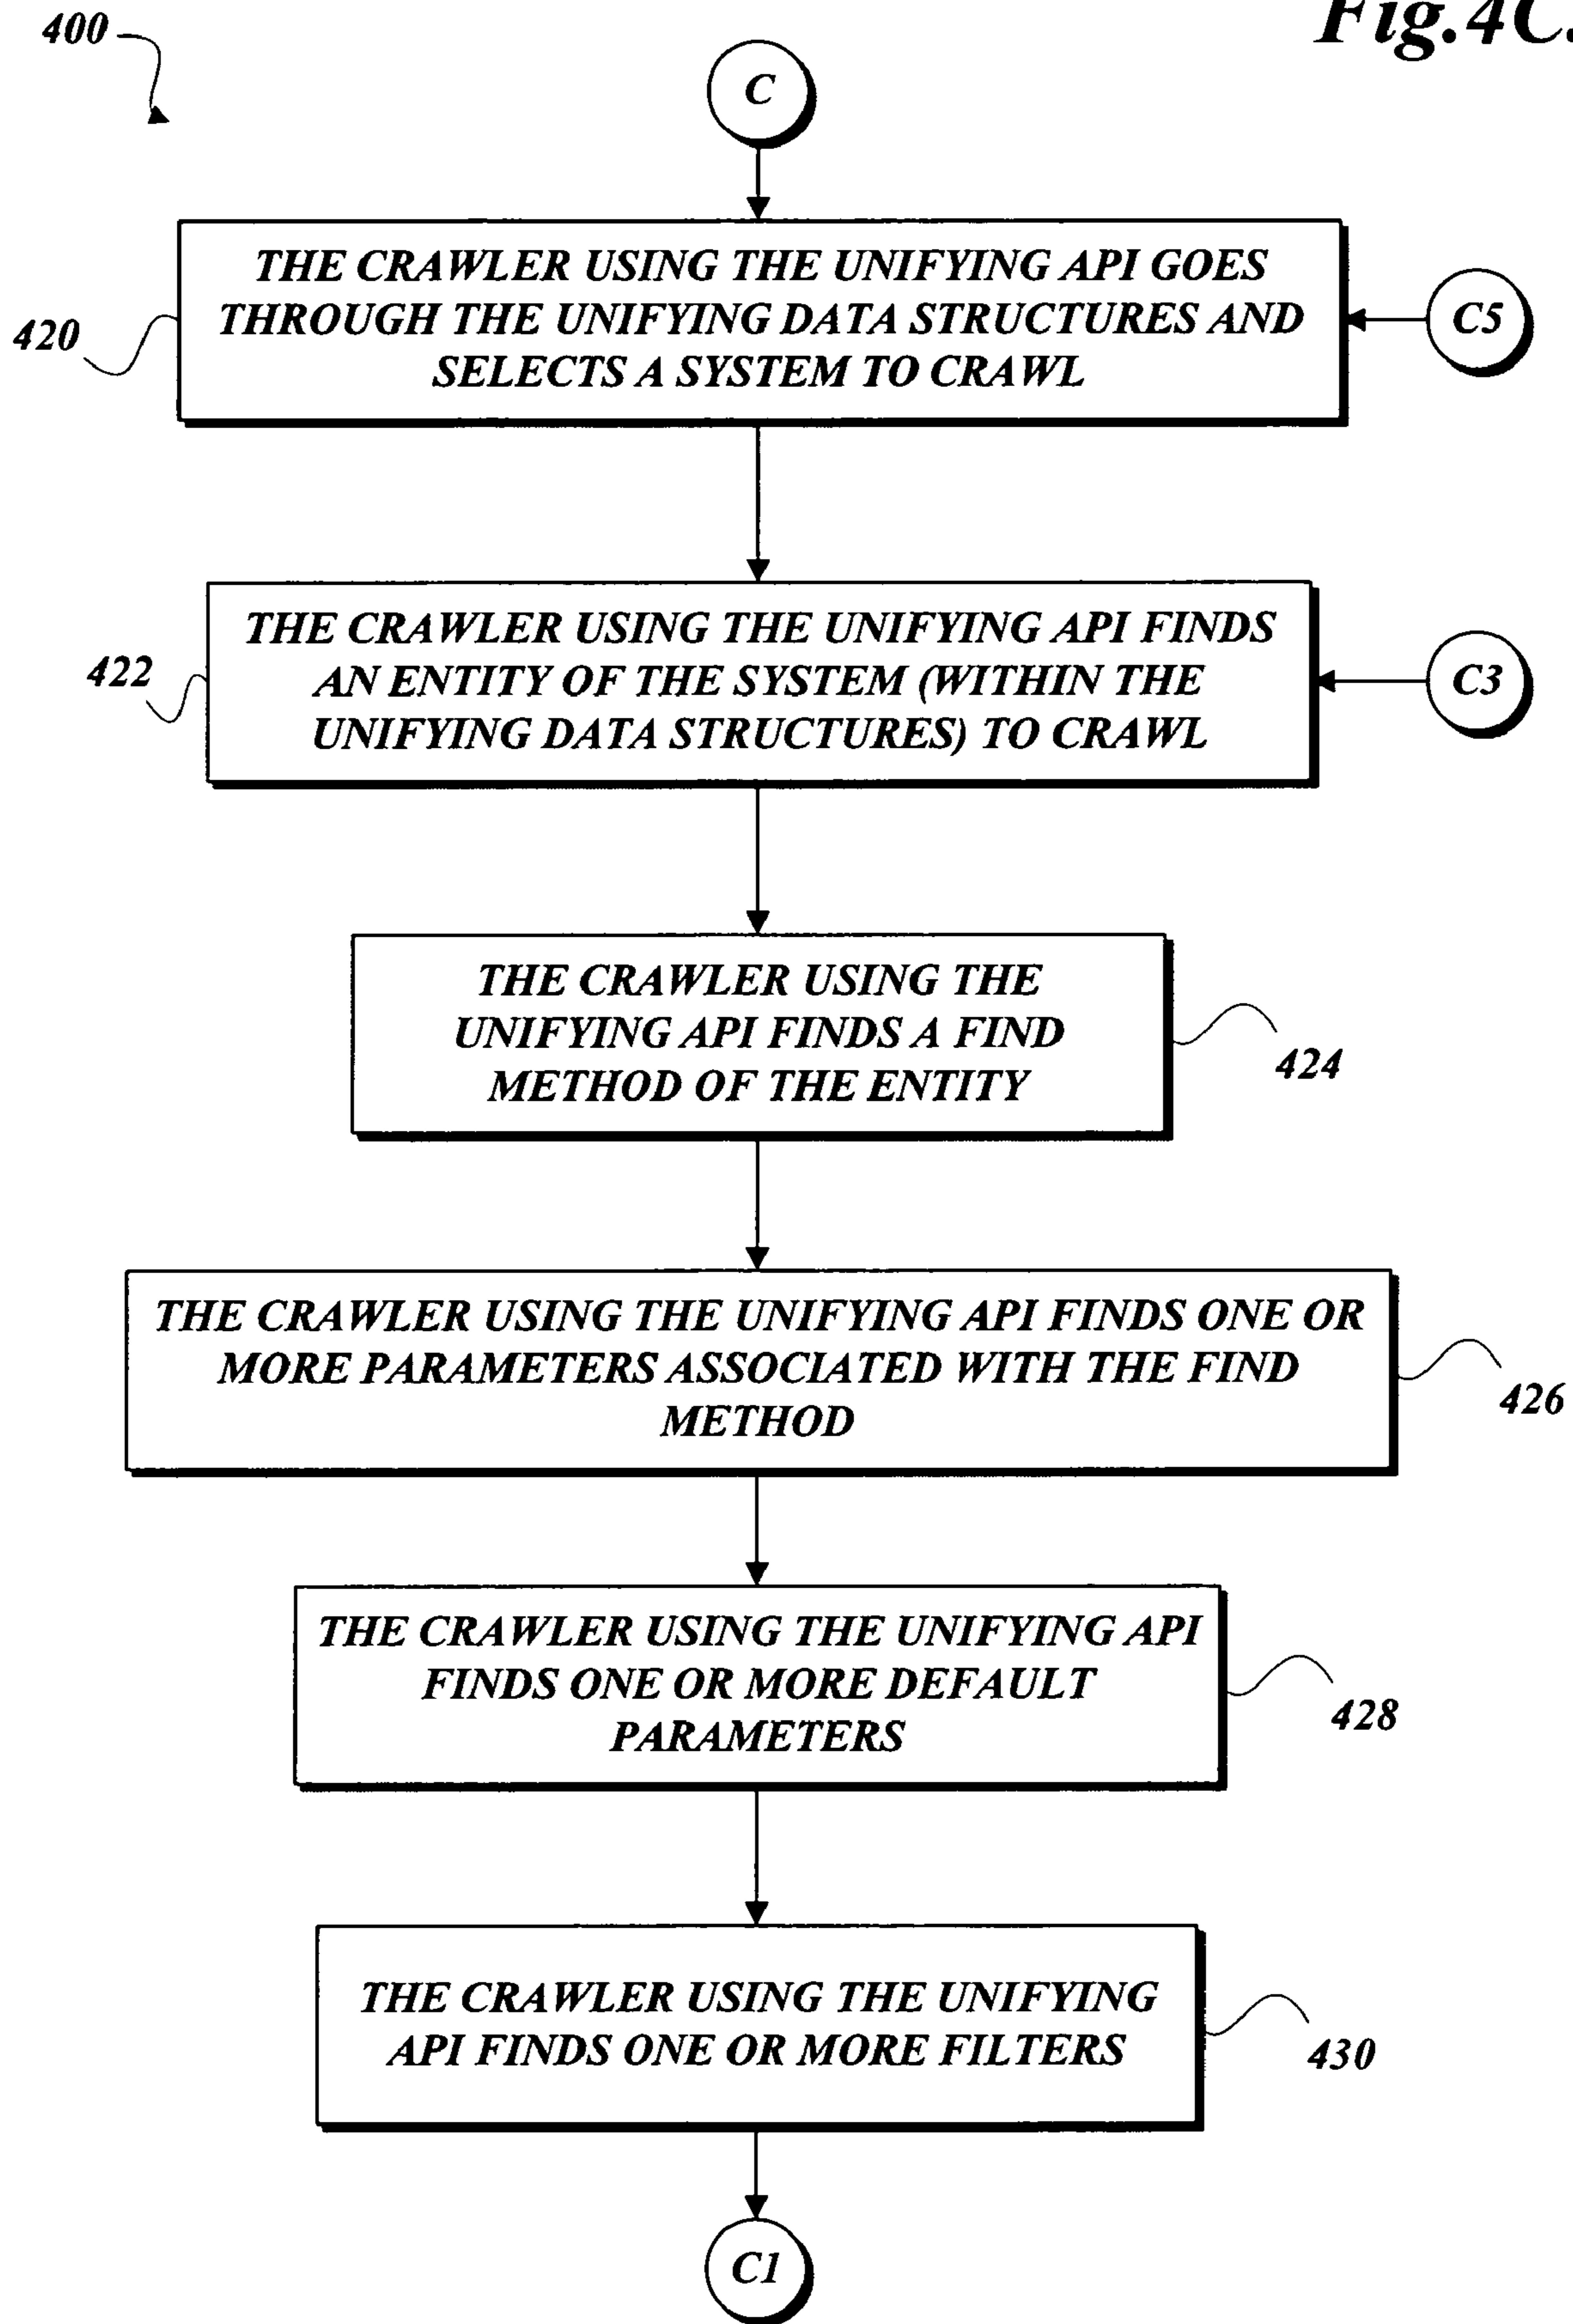 400
Fig.4C.
C
THE CRAWLER USING THE UNIFYING API GOES
THROUGH THE UNIFYING DATA STRUCTURES AND
SELECTS A SYSTEM TO CRAWL
420
C5
THE CRAWLER USING THE UNIFYING API FINDS
AN ENTITY OF THE SYSTEM (WITHIN THE
UNIFYING DATA STRUCTURES) TO CRAWL
422
C3
THE CRAWLER USING THE
UNIFYING API FINDS A FIND
METHOD OF THE ENTITY
424
THE CRAWLER USING THE UNIFYING API FINDS ONE OR
MORE PARAMETERS ASSOCIATED WITH THE FIND
METHOD
426
THE CRAWLER USING THE UNIFYING API
FINDS ONE OR MORE DEFAULT
PARAMETERS
428
THE CRAWLER USING THE UNIFYING
API FINDS ONE OR MORE FILTERS
430
C1